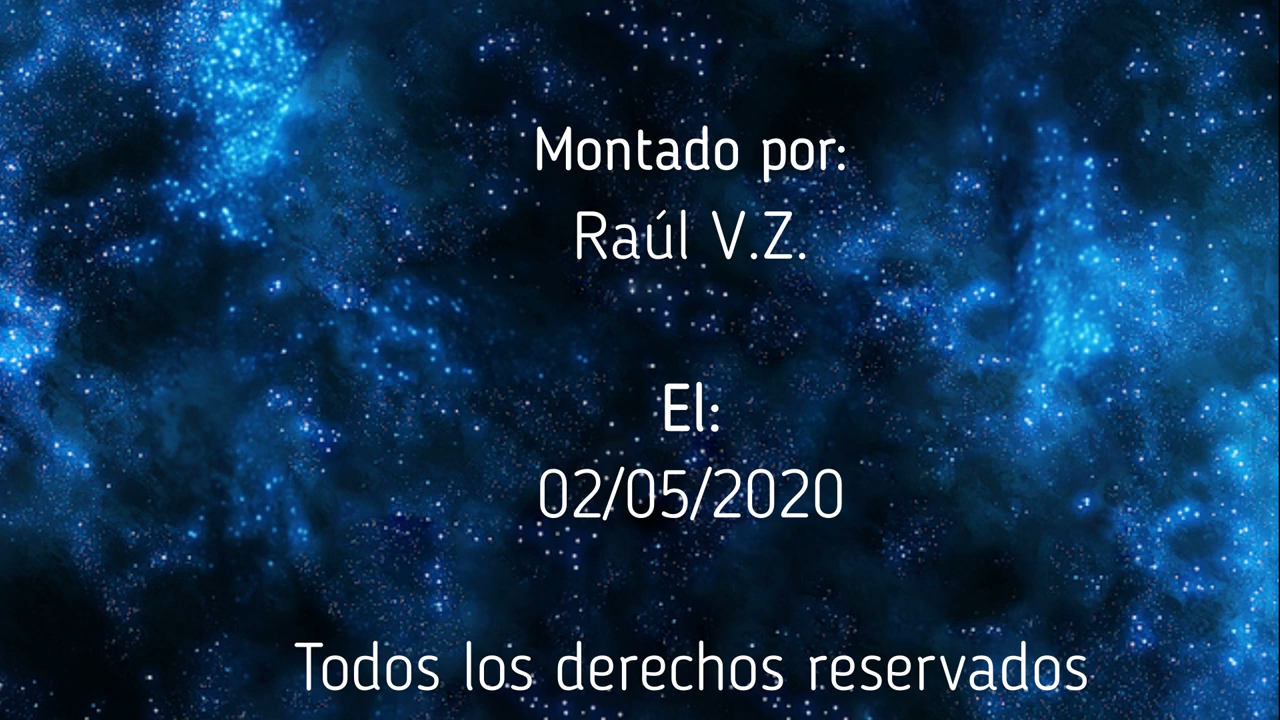 Montado por:
Raúl V.Z.
El:
02/05/2020
Todos los derechos reservados